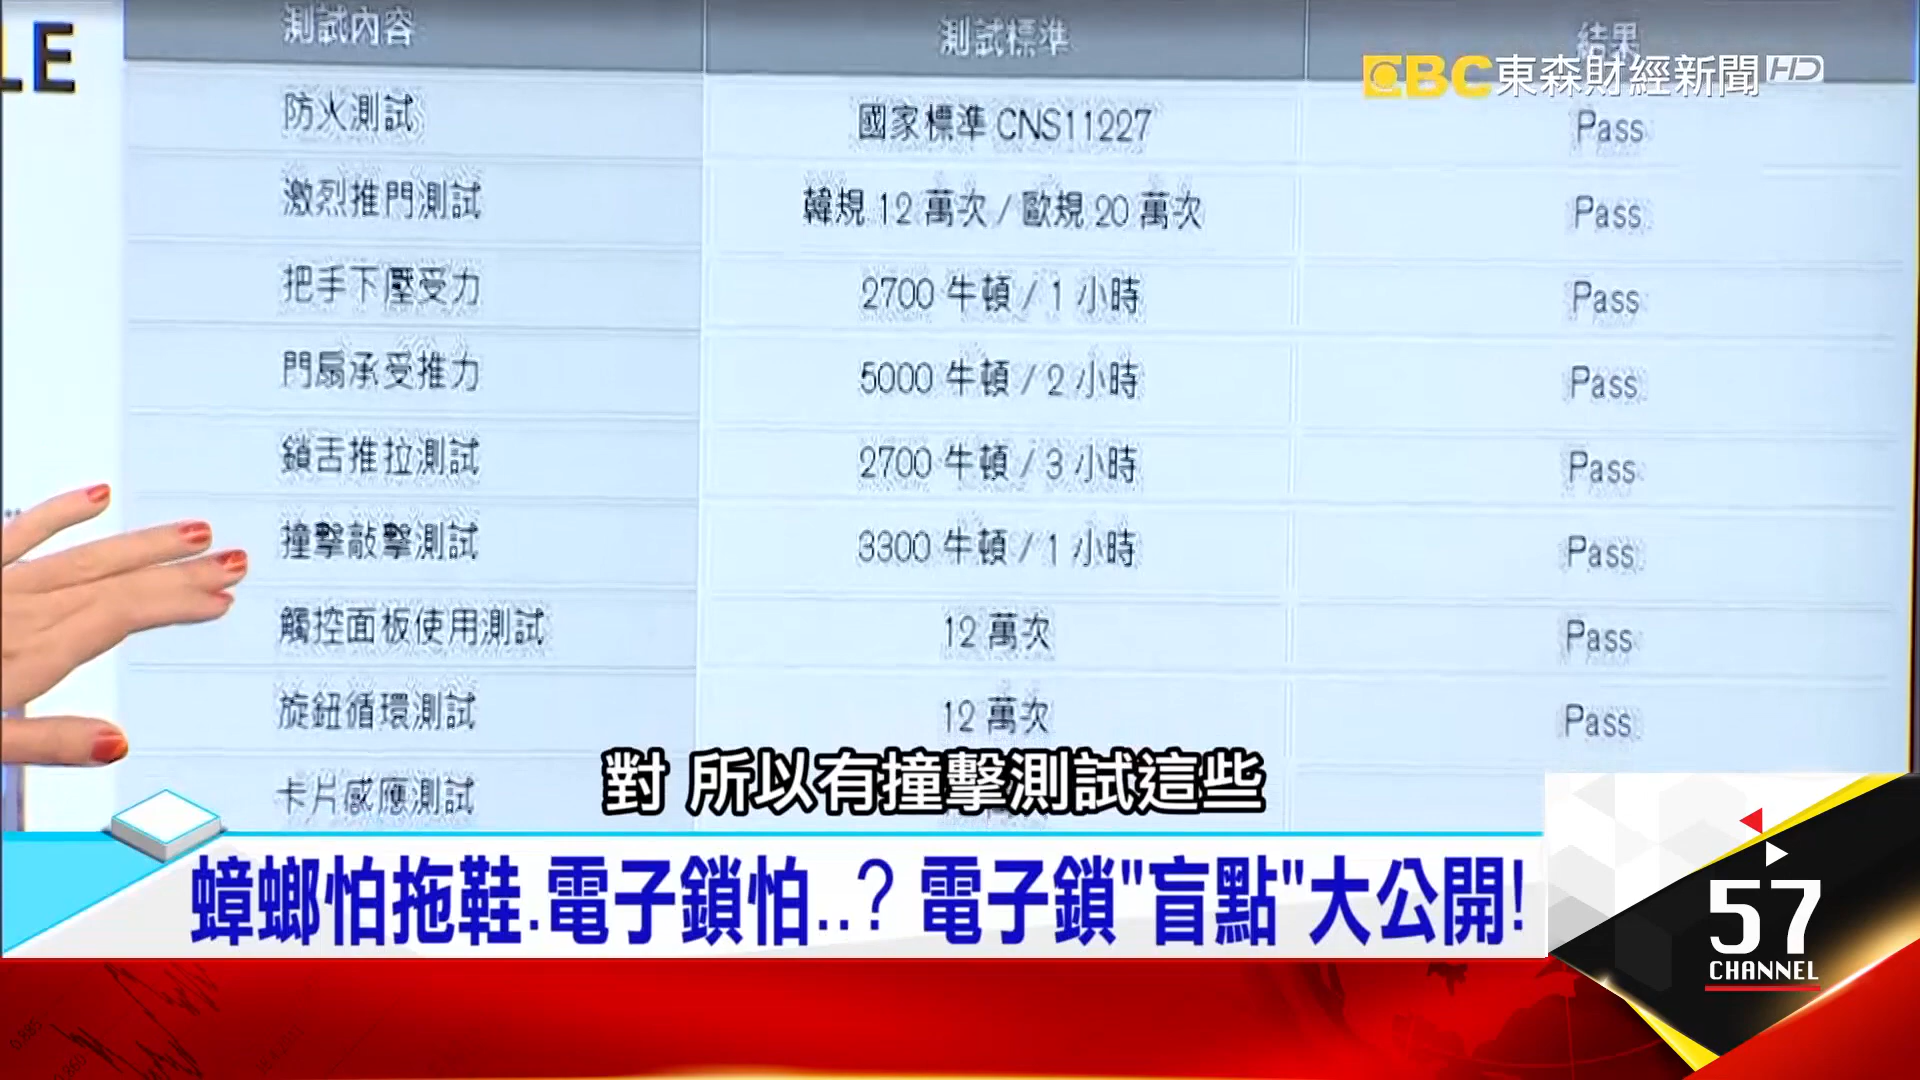 LE
測試內容 測試標準 結果
EBC東森財經新聞HD
防火測試 國家標準 CNS11227 Pass
激烈推門測試 韓規 12 萬次 / 歐規 20 萬次 Pass
把手下壓受力 2700 牛頓 / 1 小時 Pass
門扇承受推力 5000 牛頓 / 2 小時 Pass
鎖舌推拉測試 2700 牛頓 / 3 小時 Pass
撞擊敲擊測試 3300 牛頓 / 1 小時 Pass
觸控面板使用測試 12 萬次 Pass
旋鈕循環測試 12 萬次 Pass
卡片感應測試
對 所以有撞擊測試這些
蟑螂怕拖鞋.電子鎖怕..? 電子鎖"盲點"大公開!
57
CHANNEL